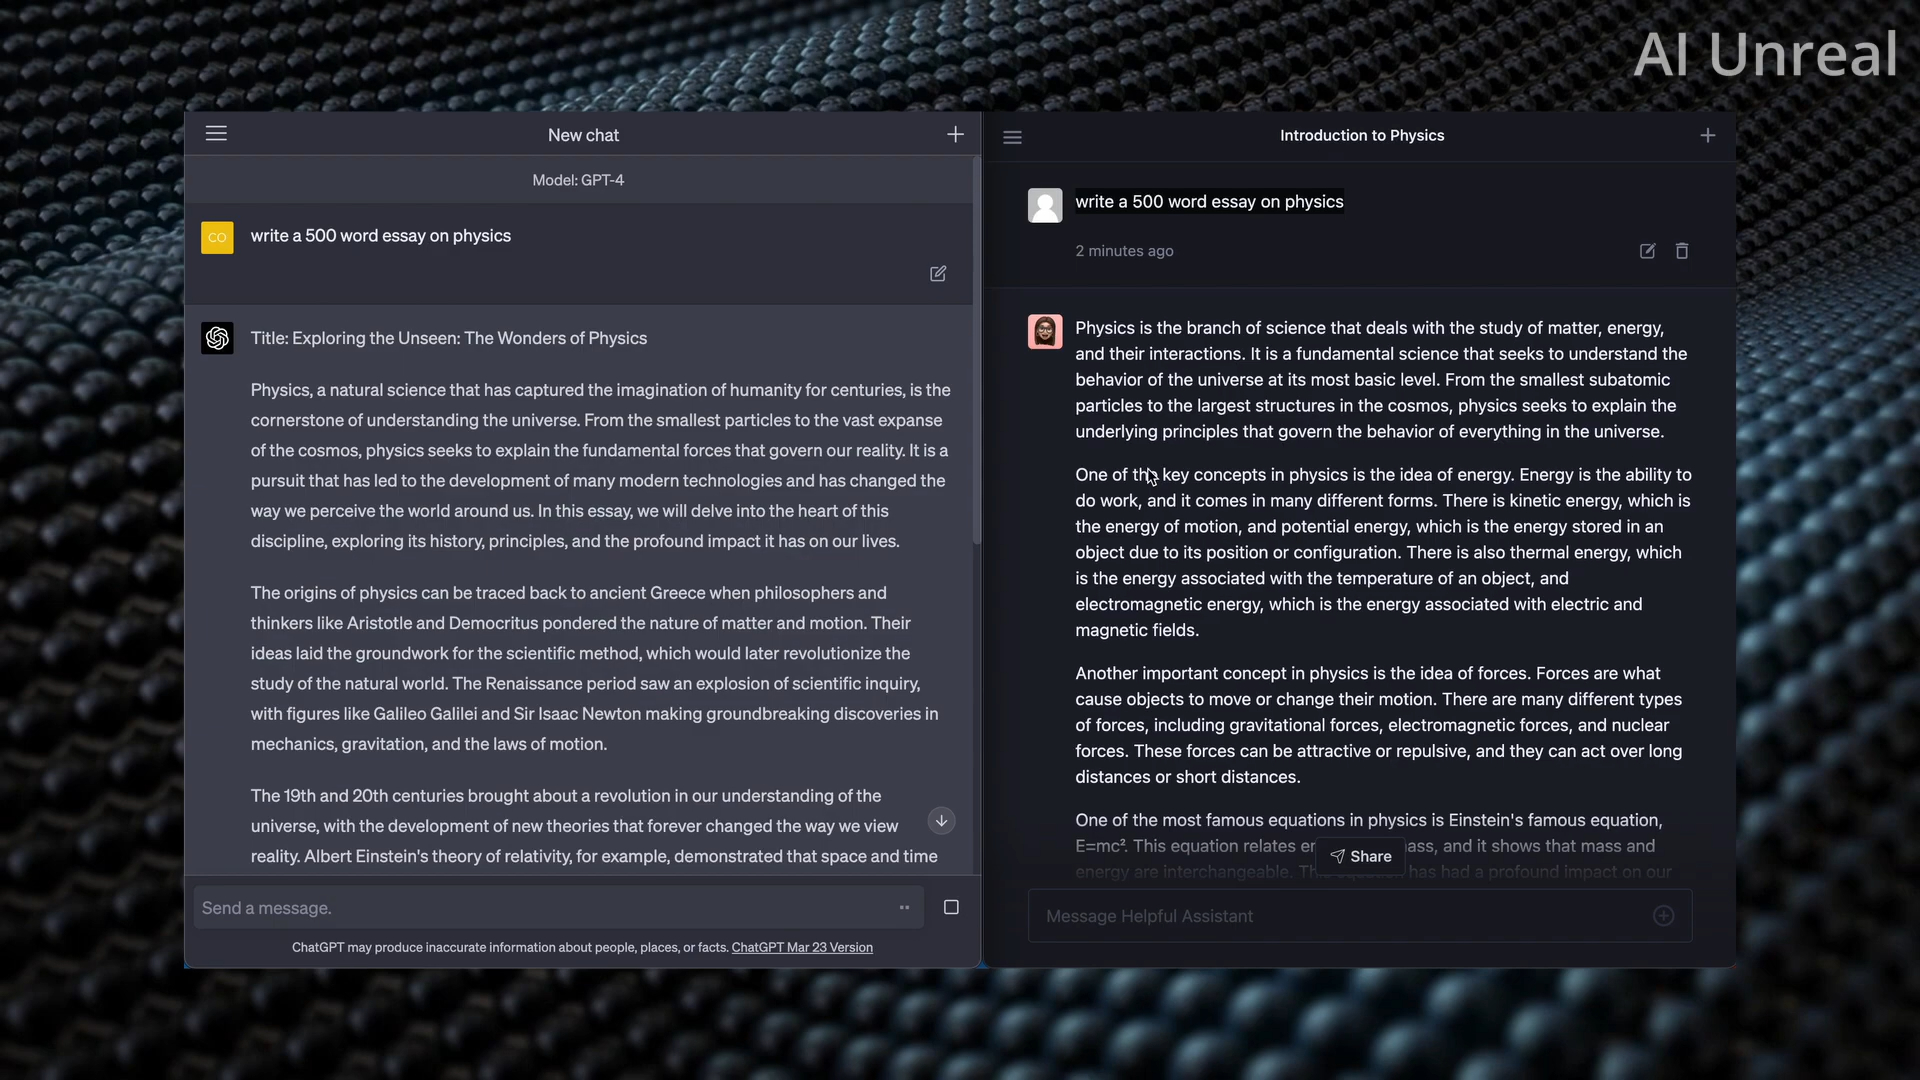 AI Unreal
New chat
Model: GPT-4
CO
write a 500 word essay on physics
Title: Exploring the Unseen: The Wonders of Physics
Physics, a natural science that has captured the imagination of humanity for centuries, is the
cornerstone of understanding the universe. From the smallest particles to the vast expanse
of the cosmos, physics seeks to explain the fundamental forces that govern our reality. It is a
pursuit that has led to the development of many modern technologies and has changed the
way we perceive the world around us. In this essay, we will delve into the heart of this
discipline, exploring its history, principles, and the profound impact it has on our lives.
The origins of physics can be traced back to ancient Greece when philosophers and
thinkers like Aristotle and Democritus pondered the nature of matter and motion. Their
ideas laid the groundwork for the scientific method, which would later revolutionize the
study of the natural world. The Renaissance period saw an explosion of scientific inquiry,
with figures like Galileo Galilei and Sir Isaac Newton making groundbreaking discoveries in
mechanics, gravitation, and the laws of motion.
The 19th and 20th centuries brought about a revolution in our understanding of the
universe, with the development of new theories that forever changed the way we view
reality. Albert Einstein's theory of relativity, for example, demonstrated that space and time
Send a message.
ChatGPT may produce inaccurate information about people, places, or facts. ChatGPT Mar 23 Version
Introduction to Physics
write a 500 word essay on physics
2 minutes ago
Physics is the branch of science that deals with the study of matter, energy,
and their interactions. It is a fundamental science that seeks to understand the
behavior of the universe at its most basic level. From the smallest subatomic
particles to the largest structures in the cosmos, physics seeks to explain the
underlying principles that govern the behavior of everything in the universe.
One of the key concepts in physics is the idea of energy. Energy is the ability to
do work, and it comes in many different forms. There is kinetic energy, which is
the energy of motion, and potential energy, which is the energy stored in an
object due to its position or configuration. There is also thermal energy, which
is the energy associated with the temperature of an object, and
electromagnetic energy, which is the energy associated with electric and
magnetic fields.
Another important concept in physics is the idea of forces. Forces are what
cause objects to move or change their motion. There are many different types
of forces, including gravitational forces, electromagnetic forces, and nuclear
forces. These forces can be attractive or repulsive, and they can act over long
distances or short distances.
One of the most famous equations in physics is Einstein's famous equation,
E=mc². This equation relates and it shows that mass and
energy are interchangeable. has had a profound impact on our
Share
Message Helpful Assistant